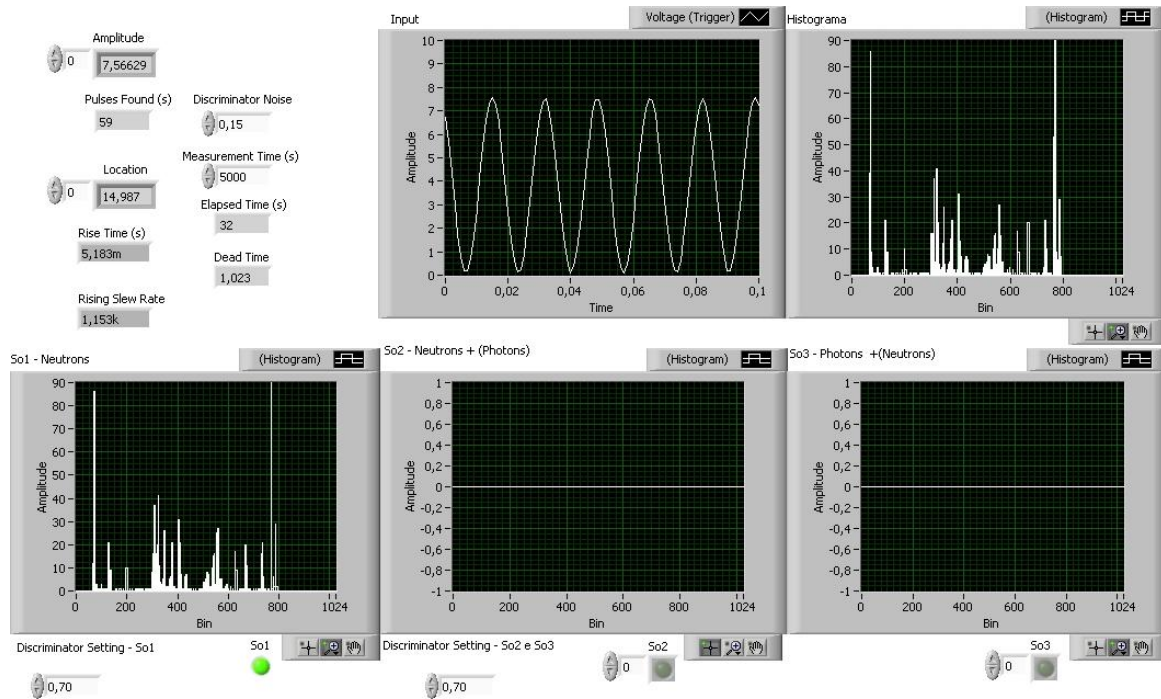 Amplitude
0
7,56629
Pulses Found (s)
59
Discriminator Noise
0,15
Measurement Time (s)
5000
Location
0
14,987
Elapsed Time (s)
32
Rise Time (s)
5,183m
Dead Time
1,023
Rising Slew Rate
1,153k
Input
Voltage (Trigger)
10
9
8
7
6
5
4
3
2
1
0
Amplitude
0 0,02 0,04 0,06 0,08 0,1
Time
Histograma
(Histogram)
90
80
70
60
50
40
30
20
10
0
Amplitude
0 200 400 600 800 1024
Bin
So1 - Neutrons
(Histogram)
90
80
70
60
50
40
30
20
10
0
Amplitude
0 200 400 600 800 1024
Bin
Discriminator Setting - So1
So1
0,70
So2 - Neutrons + (Photons)
(Histogram)
1
0,8
0,6
0,4
0,2
0
-0,2
-0,4
-0,6
-0,8
-1
Amplitude
0 200 400 600 800 1024
Bin
Discriminator Setting - So2 e So3
So2
0
0,70
So3 - Photons +(Neutrons)
(Histogram)
1
0,8
0,6
0,4
0,2
0
-0,2
-0,4
-0,6
-0,8
-1
Amplitude
0 200 400 600 800 1024
Bin
So3
0